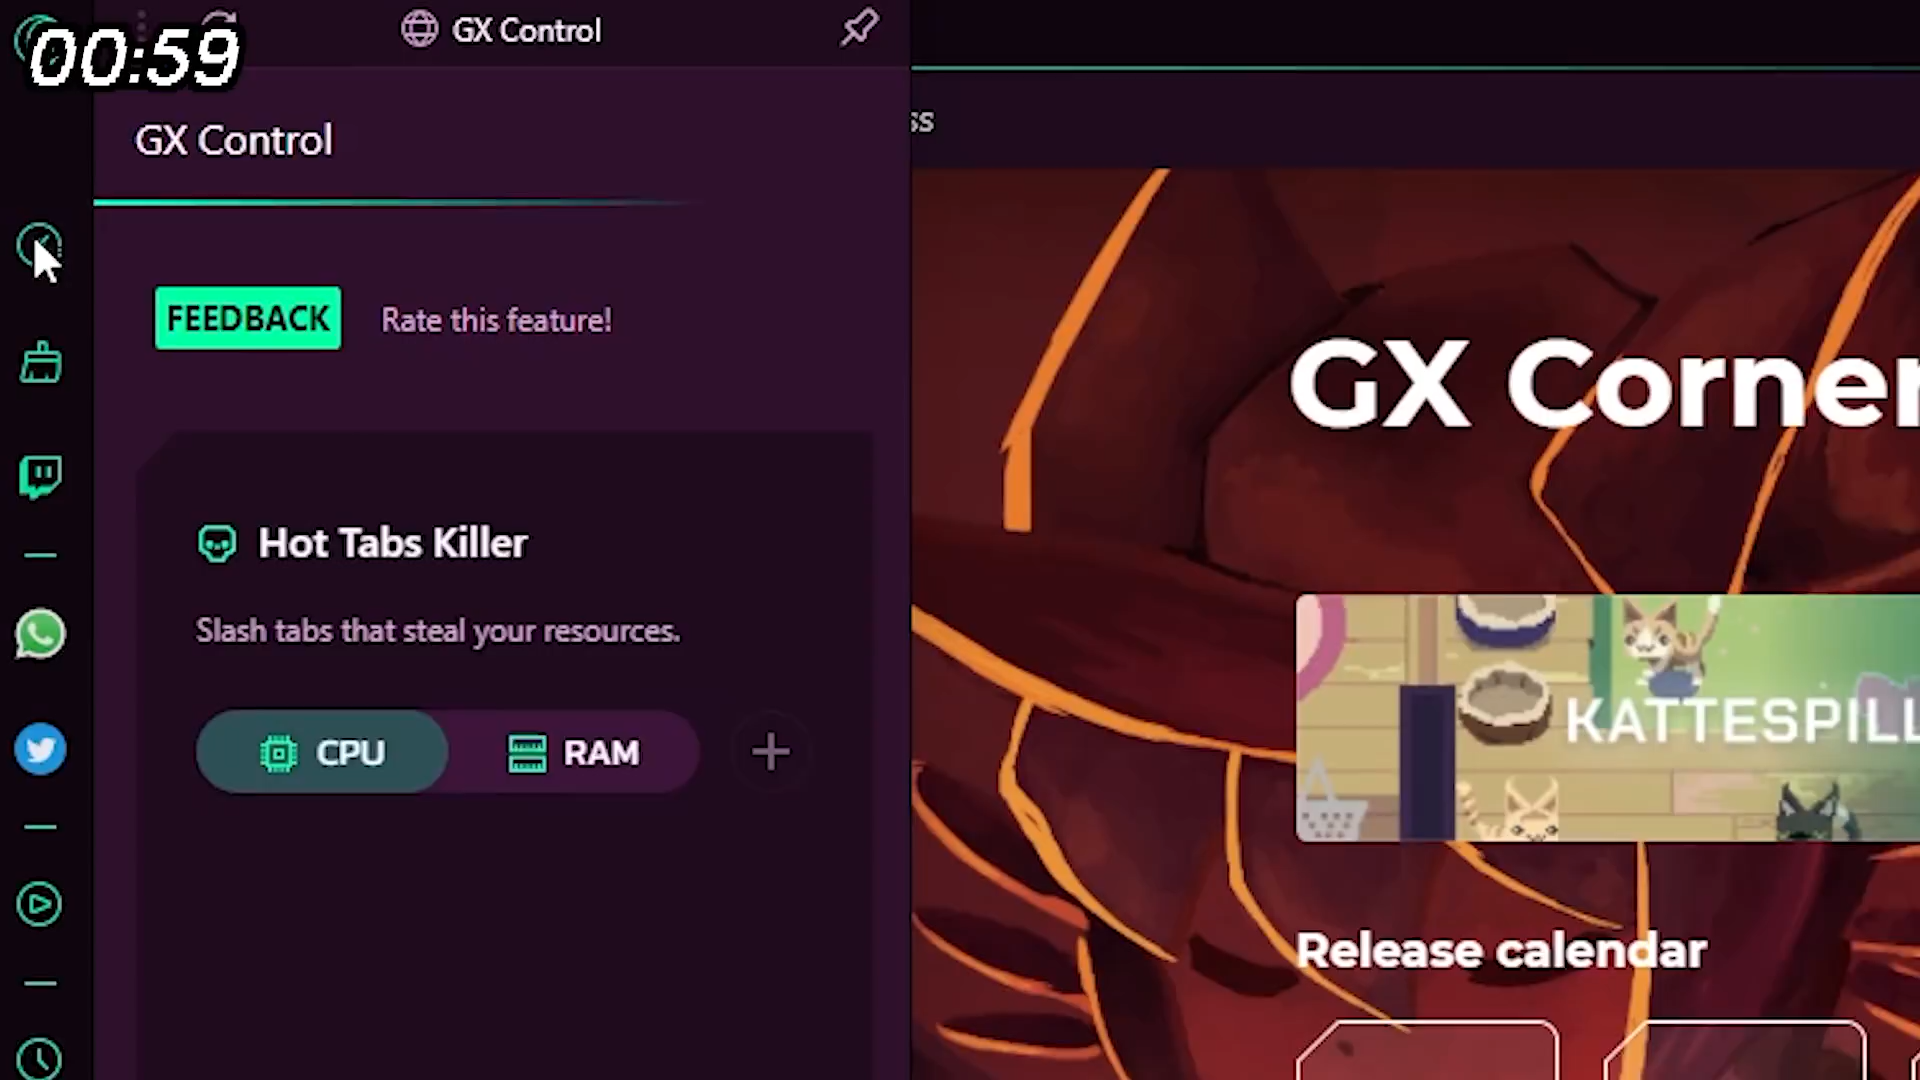 00:59
GX Control
GX Control
ss
FEEDBACK
Rate this feature!
GX Corner
Hot Tabs Killer
Slash tabs that steal your resources.
CPU
RAM
KATTESPILL
Release calendar